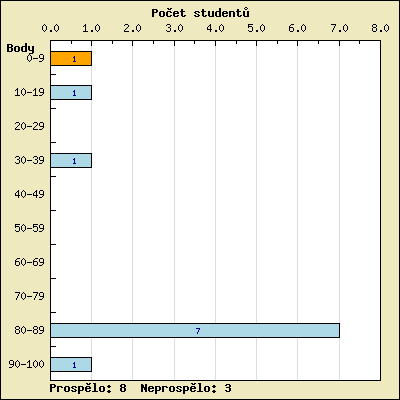 Počet studentů
0.0 1.0 2.0 3.0 4.0 5.0 6.0 7.0 8.0
Body
0-9 1
10-19 1
20-29
30-39 1
40-49
50-59
60-69
70-79
80-89 7
90-100 1
Prospělo: 8 Neprospělo: 3